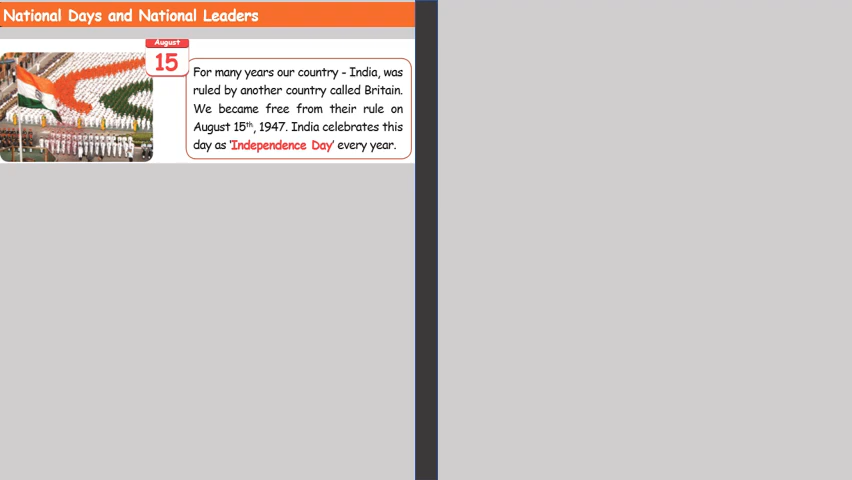 National Days and National Leaders
August
15
For many years our country - India, was
ruled by another country called Britain.
We became free from their rule on
August 15th, 1947. India celebrates this
day as ‘Independence Day’ every year.